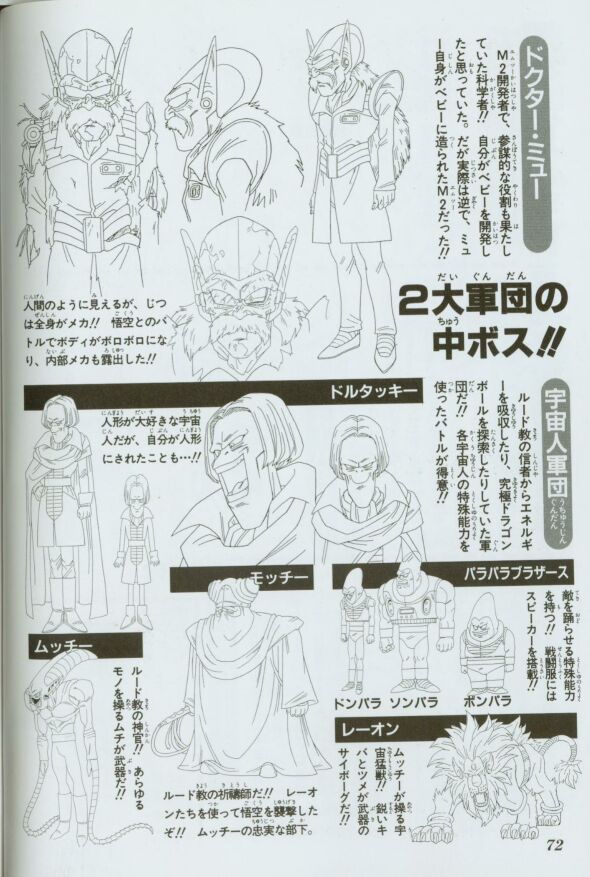 ドクター・ミュー
M2開発者で、参謀的な役割も果たし
ていた科学者!! 自分がベビーを開発し
たと思っていた。だが実際は逆で、ミュ
ー自身がベビーに造られたM2だった!!
2大軍団の
中ボス!!
人間のように見えるが、じつ
は全身がメカ!! 悟空とのバ
トルでボディがボロボロにな
り、内部メカも露出した!!
宇宙人軍団
ルード教の信者からエネルギ
ーを吸収したり、究極ドラゴン
ボールを探索したりしていた軍
団だ!! 各宇宙人の特殊能力を
使ったバトルが得意!!
ドルタッキー
人形が大好きな宇宙
人だが、自分が人形
にされたことも…!!
パラパラブラザース
敵を踊らせる特殊能力
を持つ!! 戦闘服には
スピーカーを搭載!!
ドンパラ
ソンパラ
ボンパラ
モッチー
ルード教の祈禱師だ!! レーオ
ンたちを使って悟空を襲撃した
ぞ!! ムッチーの忠実な部下。
ムッチー
ルード教の神官!! あらゆる
モノを操るムチが武器だ!!
レーオン
ムッチーが操る宇
宙猛獣!! 鋭いキ
バとツメが武器の
サイボーグだ!!
72